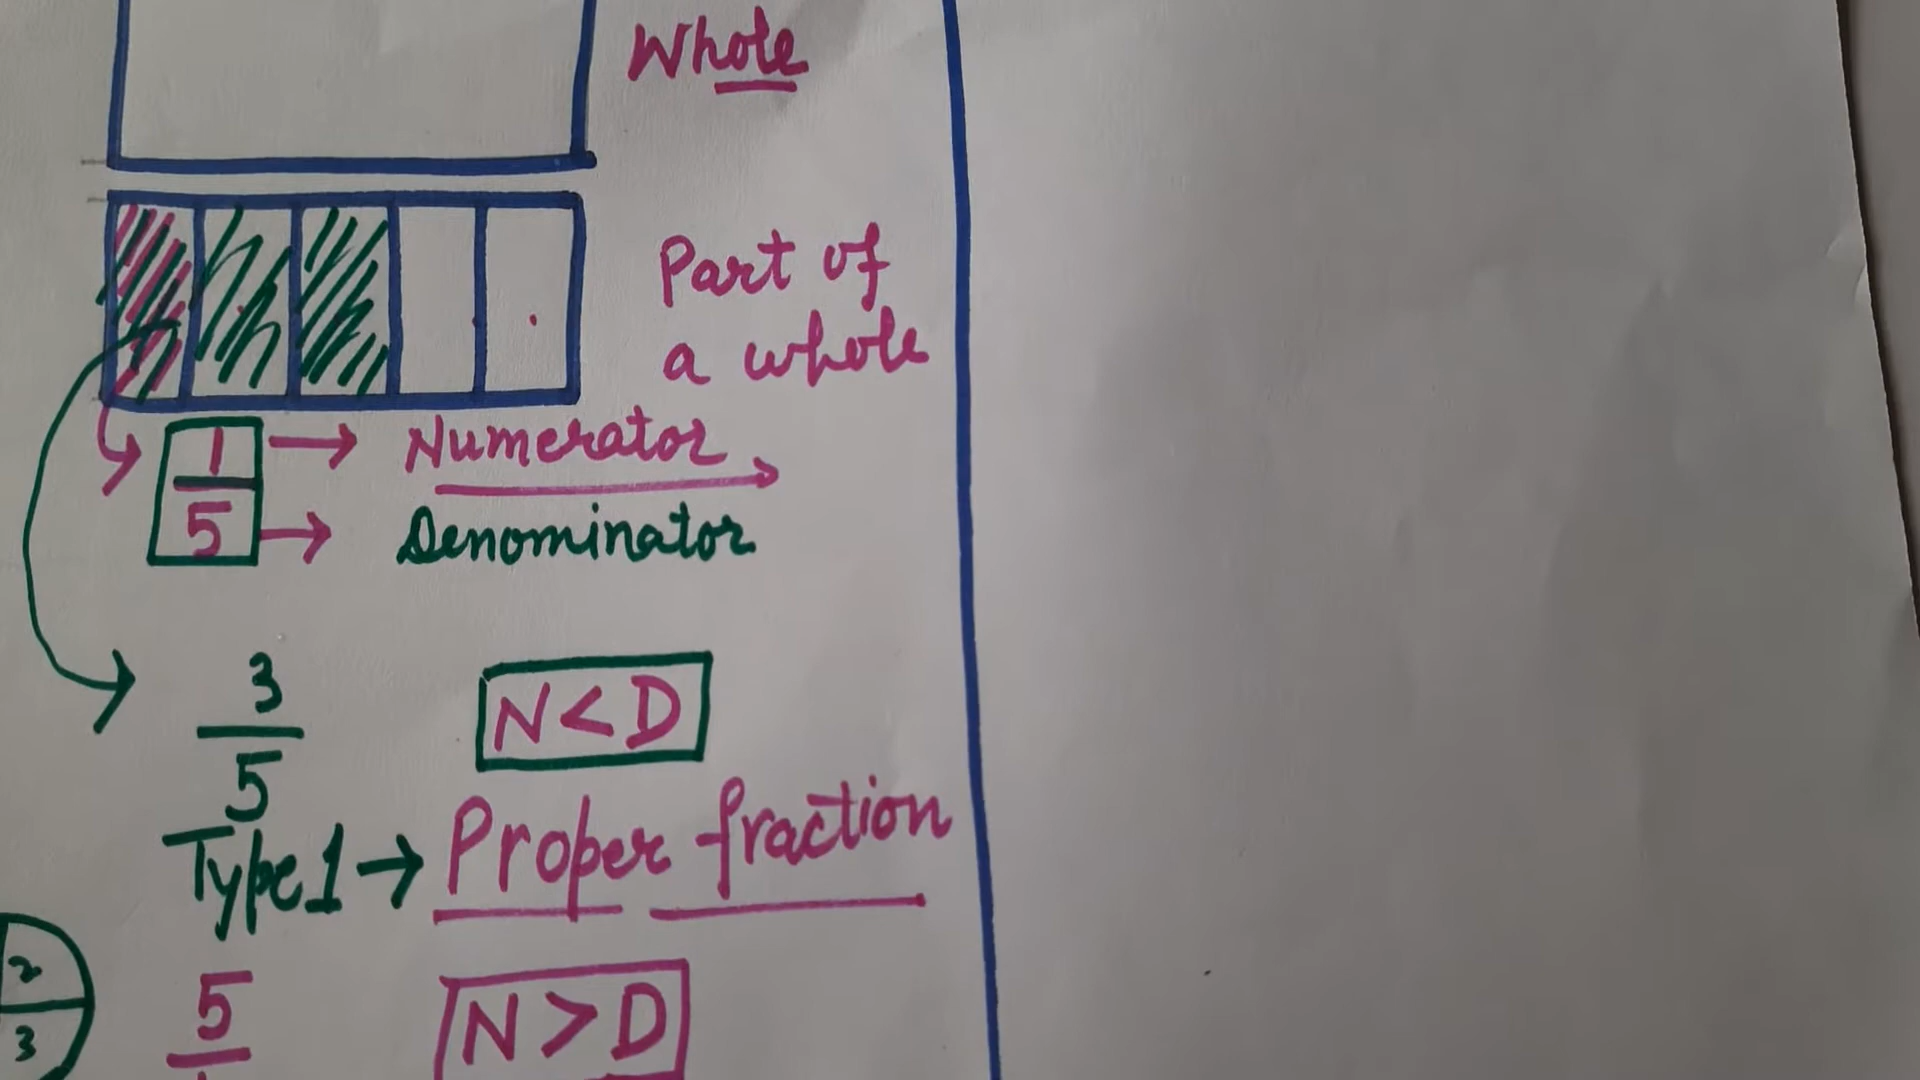 Whole
Part of
a whole
1 → Numerator
5 → Denominator
3
5
N<D
Type 1 → Proper fraction
2
3
5
N>D